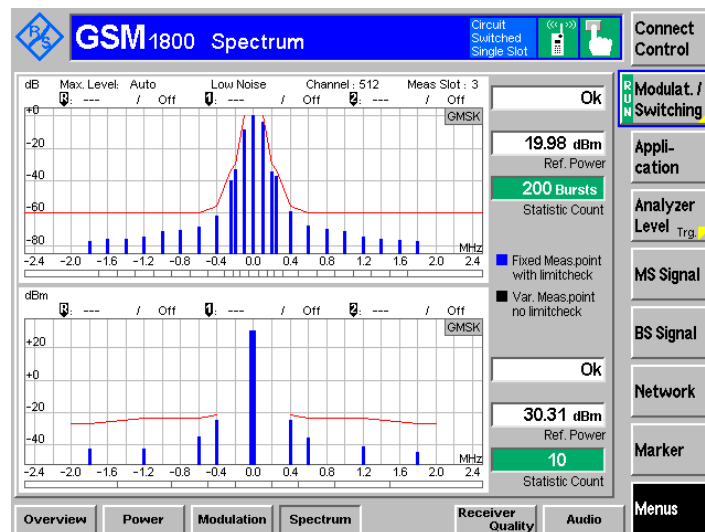 R&S
GSM1800 Spectrum
Circuit
Switched
Single Slot
Connect
Control
dB Max. Level: Auto Low Noise Channel : 512 Meas Slot : 3
R: --- / Off 1: --- / Off 2: --- / Off
GMSK
+0
-20
-40
-60
-80
MHz
-2.4 -2.0 -1.6 -1.2 -0.8 -0.4 0.0 0.4 0.8 1.2 1.6 2.0 2.4
Ok
19.98 dBm
Ref. Power
200 Bursts
Statistic Count
Fixed Meas.point
with limitcheck
Var. Meas.point
no limitcheck
dBm
R: --- / Off 1: --- / Off 2: --- / Off
GMSK
+20
+0
-20
-40
MHz
-2.4 -2.0 -1.6 -1.2 -0.8 -0.4 0.0 0.4 0.8 1.2 1.6 2.0 2.4
Ok
30.31 dBm
Ref. Power
10
Statistic Count
RUN
Modulat. /
Switching
Appli-
cation
Analyzer
Level Trg.
MS Signal
BS Signal
Network
Marker
Menus
Overview Power Modulation Spectrum Receiver
Quality Audio